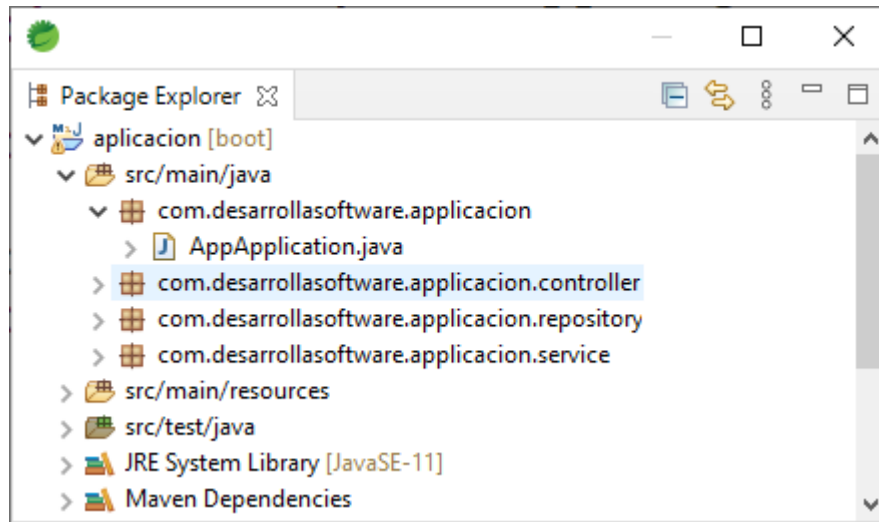 Package Explorer
aplicacion [boot]
src/main/java
com.desarrollasoftware.applicacion
AppApplication.java
com.desarrollasoftware.applicacion.controller
com.desarrollasoftware.applicacion.repository
com.desarrollasoftware.applicacion.service
src/main/resources
src/test/java
JRE System Library [JavaSE-11]
Maven Dependencies